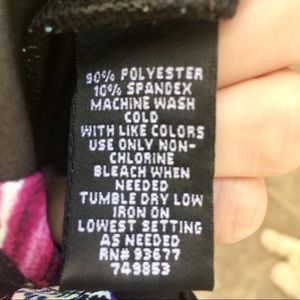 90% POLYESTER
10% SPANDEX
MACHINE WASH
COLD
WITH LIKE COLORS
USE ONLY NON-
CHLORINE
BLEACH WHEN
NEEDED
TUMBLE DRY LOW
IRON ON
LOWEST SETTING
AS NEEDED
RN# 93677
749853